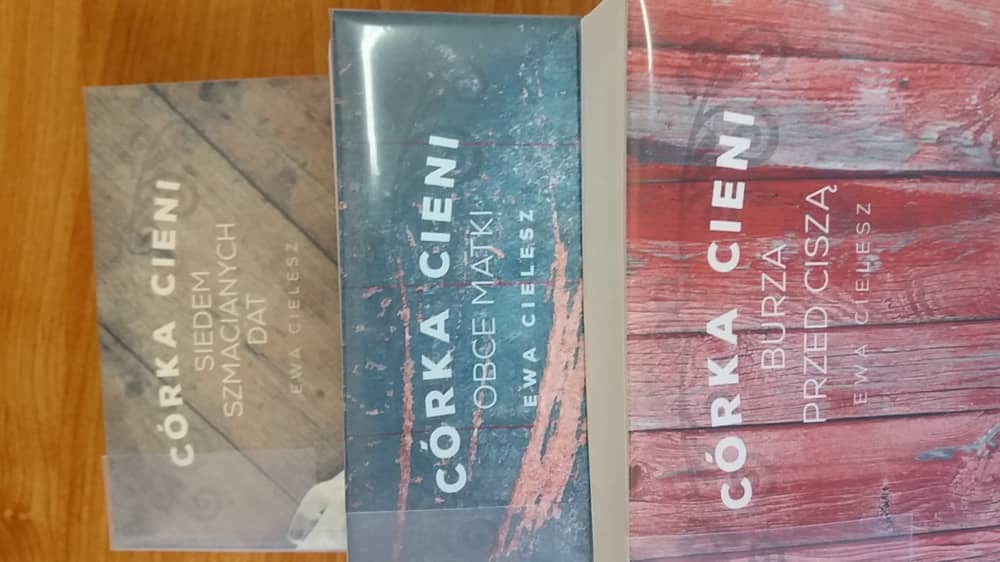 CÓRKA CIENI
SIEDEM
SZMACIANYCH
DAT
EWA CIELESZ
CÓRKA CIENI
OBCE MATKI
EWA CIELESZ
CÓRKA CIENI
BURZA
PRZED CISZĄ
EWA CIELESZ